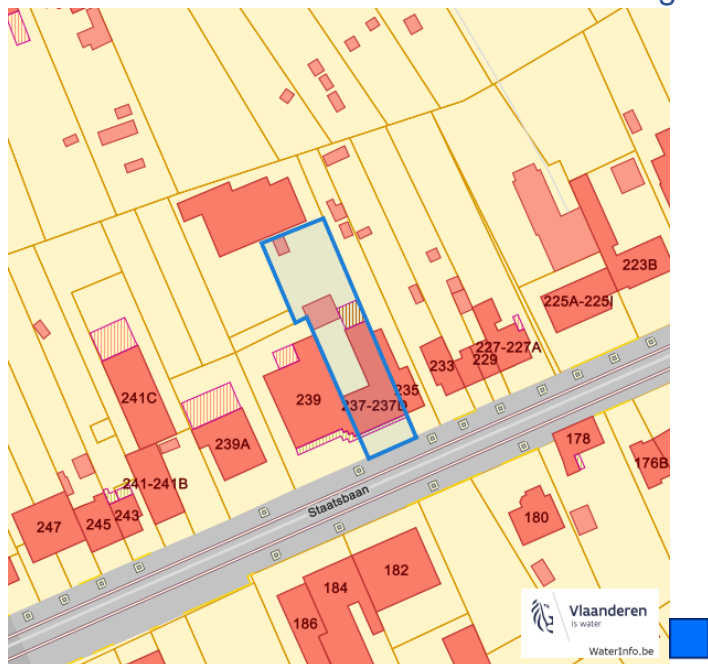 223B
225A-225I
227-227A
229
233
235
237-237D
239
241C
239A
241-241B
243
245
247
178
176B
Staatsbaan
180
182
184
186
Vlaanderen
is water
WaterInfo.be